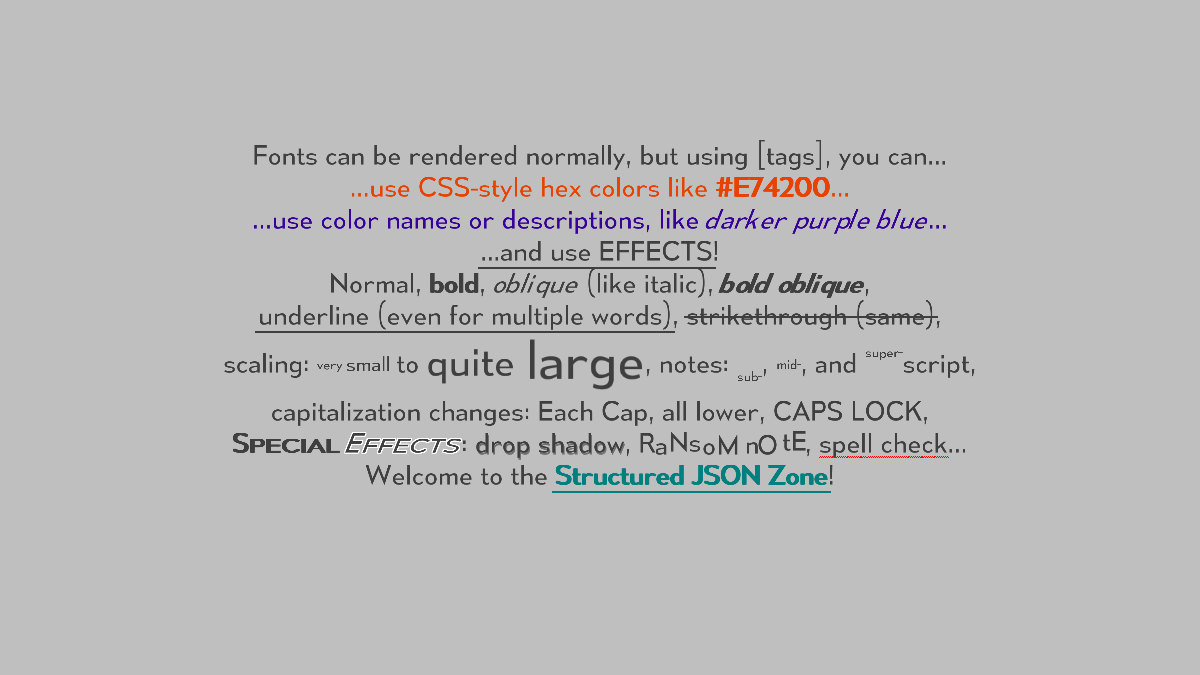 Fonts can be rendered normally, but using [tags], you can...
...use CSS-style hex colors like #E74200...
...use color names or descriptions, like darker purple blue...
...and use EFFECTS!
Normal, bold, oblique (like italic), bold oblique,
underline (even for multiple words), strikethrough (same),
scaling: very small to quite large, notes: sub-, mid-, and super-script,
capitalization changes: Each Cap, all lower, CAPS LOCK,
SPECIAL EFFECTS: drop shadow, RaNsoM nOtE, spell check...
Welcome to the Structured JSON Zone!